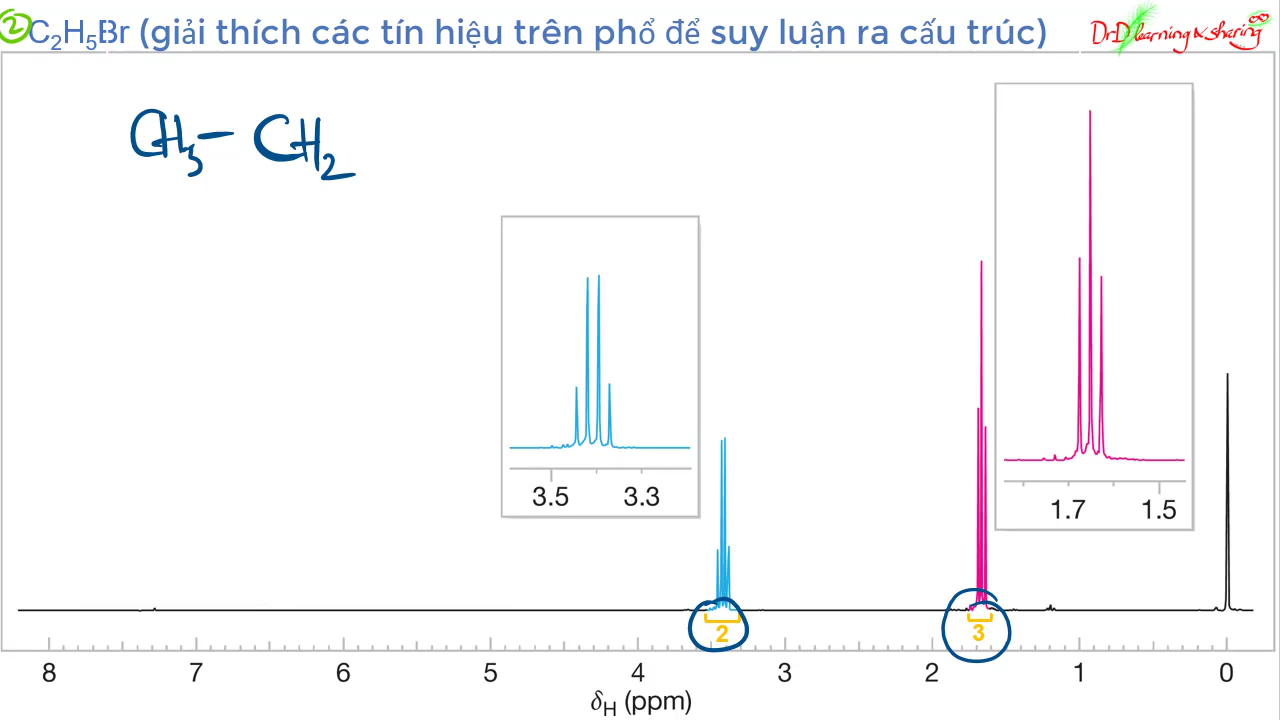 2 C₂H₅Br (giải thích các tín hiệu trên phổ để suy luận ra cấu trúc)
DrD learning & sharing
CH₃ – CH₂
3.5 3.3
1.7 1.5
2 3
8 7 6 5 4 3 2 1 0
δH (ppm)